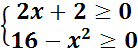 2x + 2 ≥ 0
16 − x² ≥ 0